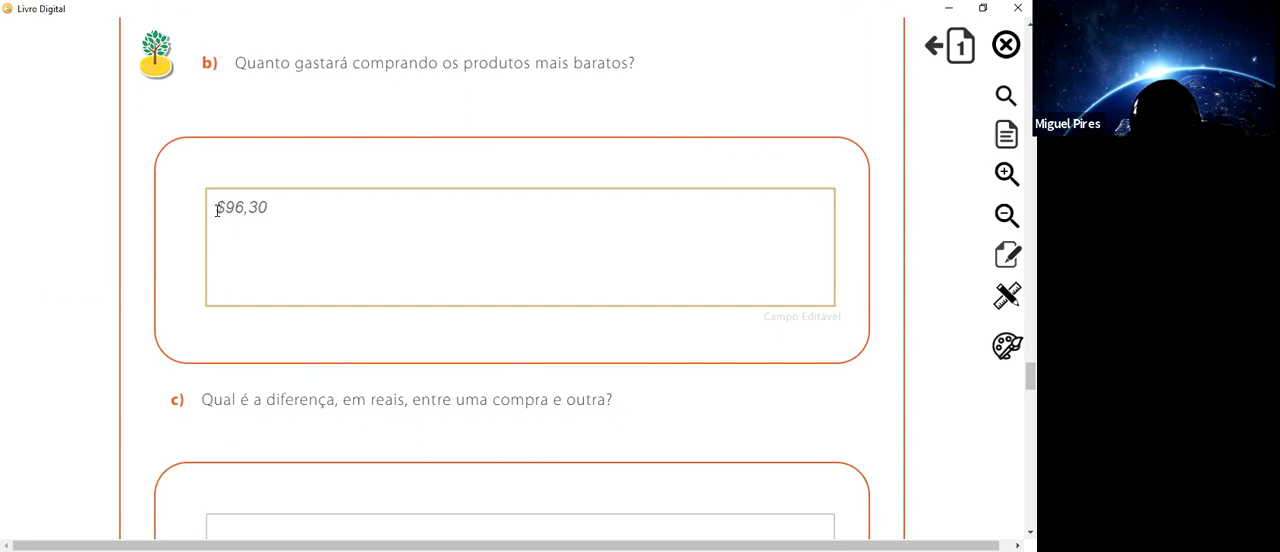 Livro Digital
b) Quanto gastará comprando os produtos mais baratos?
1
Miguel Pires
$96,30
Campo Editável
c) Qual é a diferença, em reais, entre uma compra e outra?